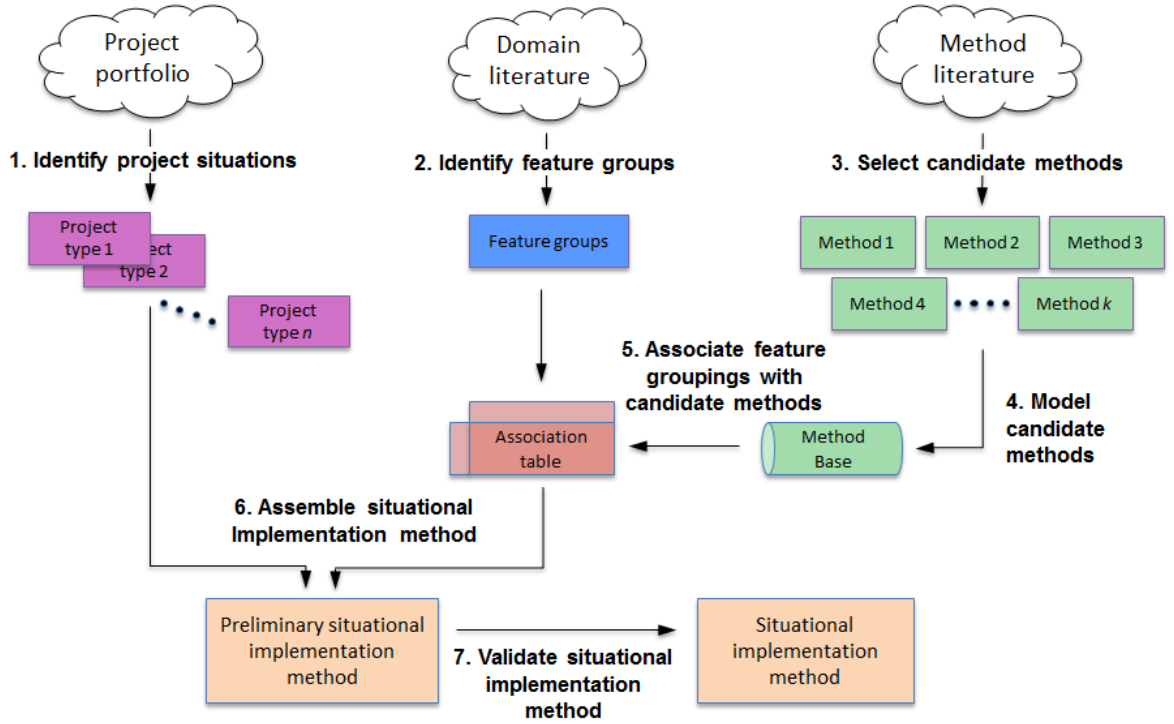 Project
portfolio
Domain
literature
Method
literature
1. Identify project situations
2. Identify feature groups
3. Select candidate methods
Project
type 1
ject
type 2
Project
type n
Feature groups
Method 1
Method 2
Method 3
Method 4
Method k
5. Associate feature
groupings with
candidate methods
4. Model
candidate
methods
Association
table
Method
Base
6. Assemble situational
Implementation method
Preliminary situational
implementation
method
7. Validate situational
implementation
method
Situational
implementation
method